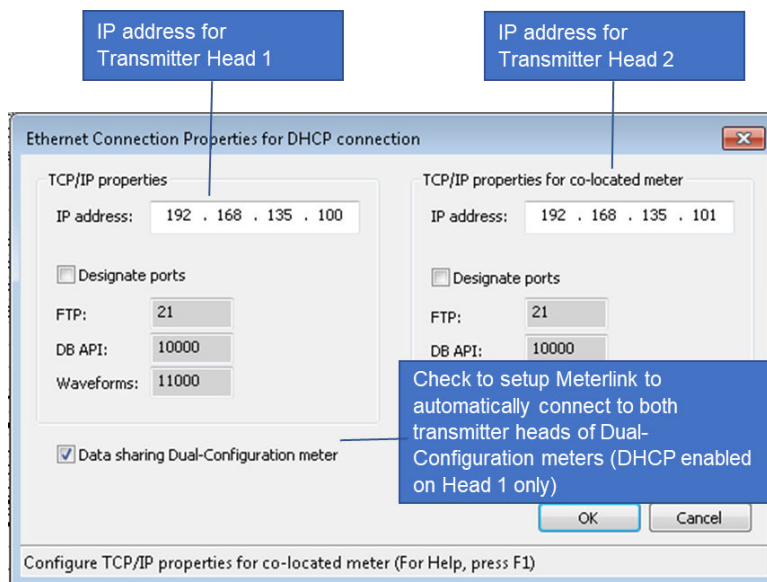 IP address for
Transmitter Head 1
IP address for
Transmitter Head 2
Ethernet Connection Properties for DHCP connection
TCP/IP properties
IP address:
192 . 168 . 135 . 100
Designate ports
FTP:
21
DB API:
10000
Waveforms:
11000
TCP/IP properties for co-located meter
IP address:
192 . 168 . 135 . 101
Designate ports
FTP:
21
DB API:
10000
Check to setup Meterlink to
automatically connect to both
transmitter heads of Dual-
Configuration meters (DHCP enabled
on Head 1 only)
Data sharing Dual-Configuration meter
OK
Cancel
Configure TCP/IP properties for co-located meter (For Help, press F1)